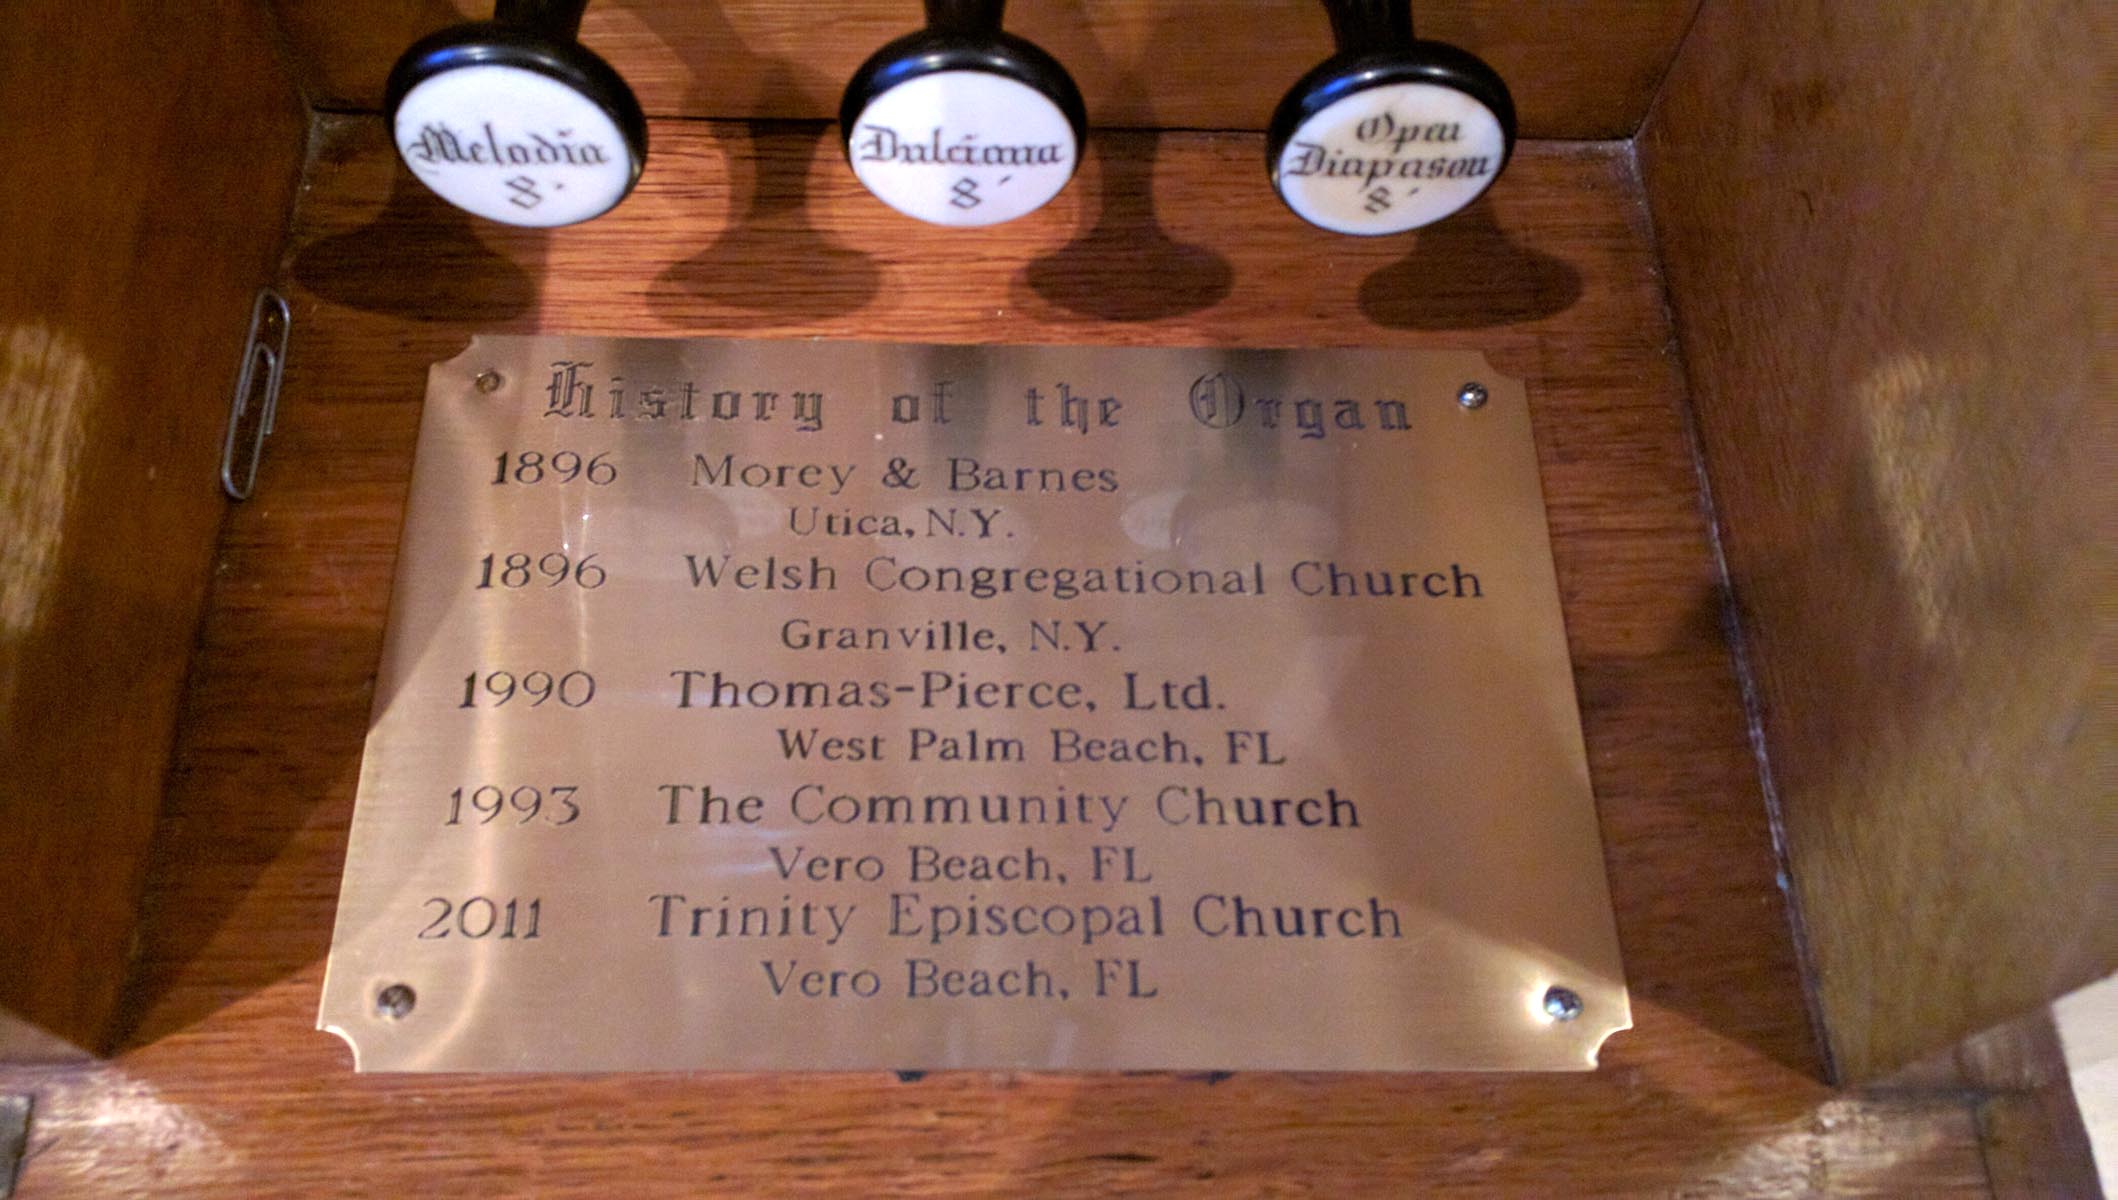 Melodia
8'
Dulciana
8'
Open
Diapason
8'
History of the Organ
1896 Morey & Barnes
Utica, N.Y.
1896 Welsh Congregational Church
Granville, N.Y.
1990 Thomas-Pierce, Ltd.
West Palm Beach, FL
1993 The Community Church
Vero Beach, FL
2011 Trinity Episcopal Church
Vero Beach, FL